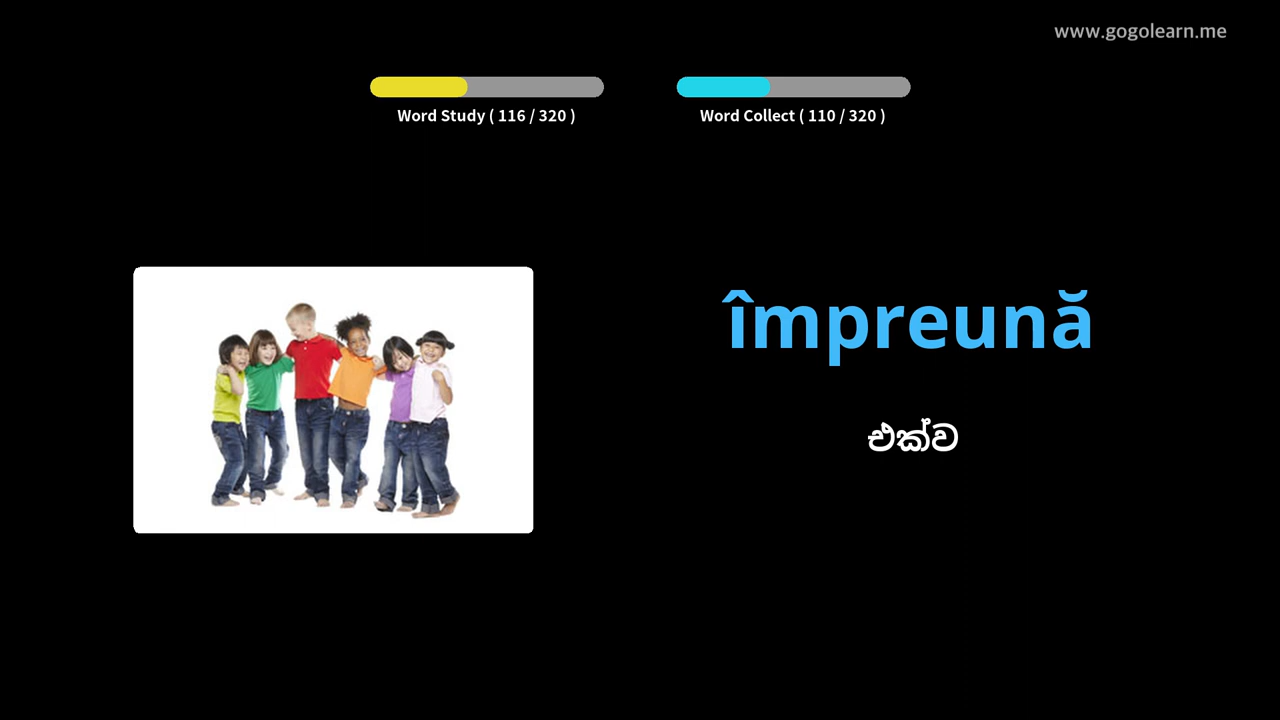 www.gogolearn.me
Word Study ( 116 / 320 )
Word Collect ( 110 / 320 )
împreună
එක්ව